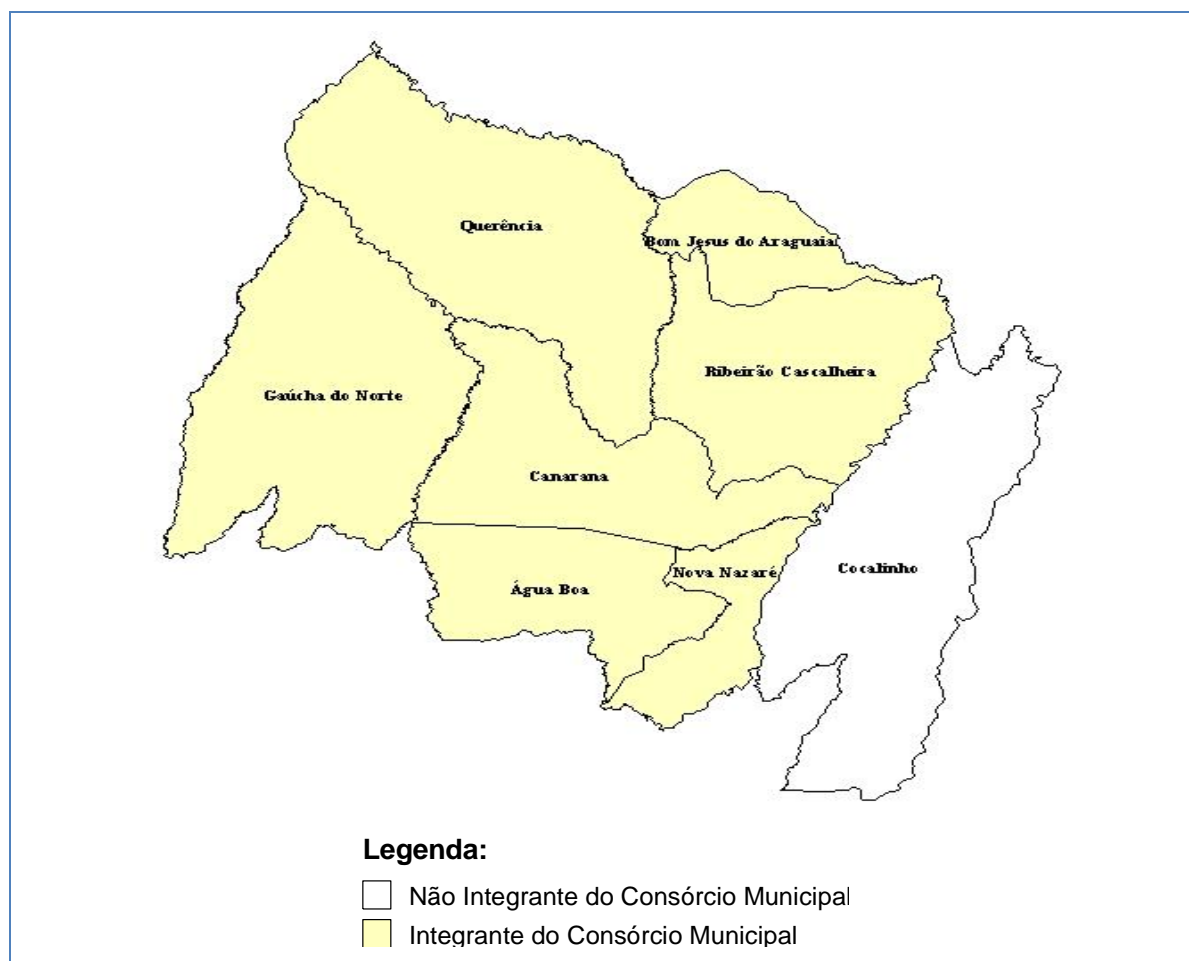 Querência
Bom Jesus do Araguaia
Ribeirão Cascalheira
Gaúcha do Norte
Canarana
Cocalinho
Nova Nazaré
Água Boa
Legenda:
Não Integrante do Consórcio Municipal
Integrante do Consórcio Municipal